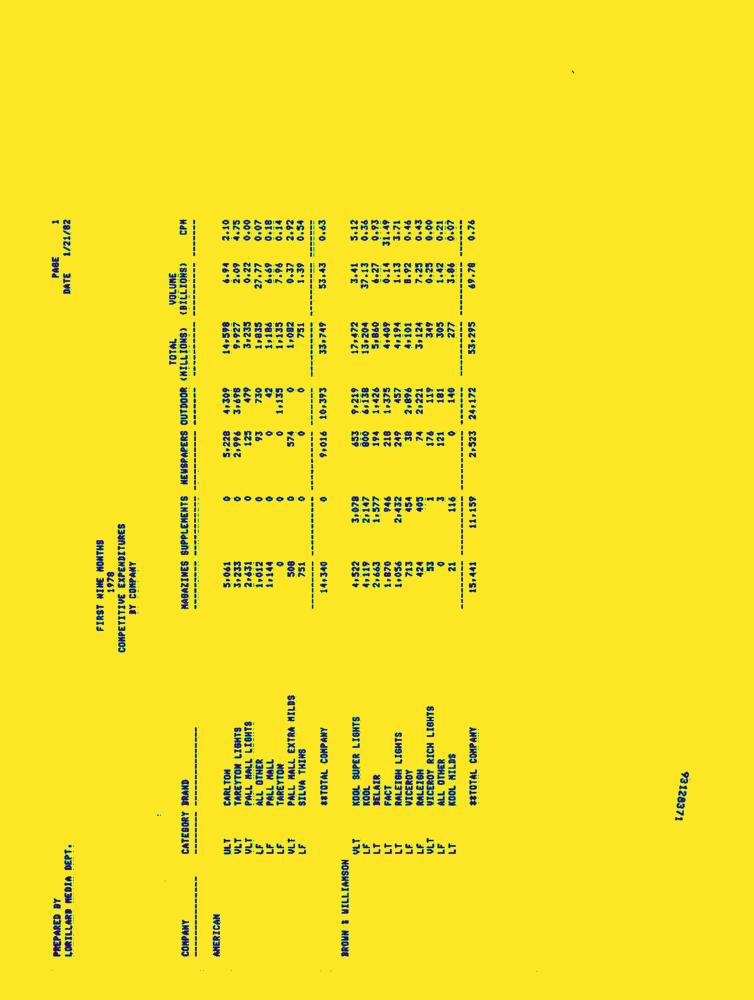 PREPARED BY PAGE 1
LORILLARD MEDIA DEPT. DATE 1/21/82
FIRST NINE MONTHS
1978
COMPETITIVE EXPENDITURES
BY COMPANY
TOTAL VOLUME
COMPANY CATEGORY BRAND MAGAZINES SUPPLEMENTS NEWSPAPERS OUTDOOR (MILLIONS) (BILLIONS) CPM
AMERICAN
ULT CARLTON 5,061 0 5,228 4,309 14,598 6.94 2.10
VLT TAREYTON LIGHTS 3,233 0 2,996 3,698 9,927 2.09 4.75
VLT PALL MALL LIGHTS 2,631 0 125 479 3,235 0.22 0.00
LF ALL OTHER 1,012 0 93 730 1,835 27.77 0.07
LF PALL MALL 1,144 0 0 42 1,186 6.69 0.18
LF TAREYTON 0 0 0 1,135 1,135 7.96 0.14
VLT PALL MALL EXTRA MILDS 508 0 574 0 1,082 0.37 2.92
LF SILVA THINS 751 0 0 0 751 1.39 0.54
**TOTAL COMPANY 14,340 0 9,016 10,393 33,749 53.43 0.63
BROWN & WILLIAMSON
VLT KOOL SUPER LIGHTS 4,522 3,078 653 9,219 17,472 3.41 5.12
LF KOOL 4,119 2,147 800 6,138 13,204 37.13 0.36
LT BELAIR 2,663 1,577 194 1,426 5,860 6.27 0.93
LT FACT 1,870 946 218 1,375 4,409 0.14 31.49
LT RALEIGH LIGHTS 1,056 2,432 249 457 4,194 1.13 3.71
LF VICEROY 713 454 38 2,896 4,101 8.92 0.46
LF RALEIGH 424 405 74 2,221 3,124 7.25 0.43
VLT VICEROY RICH LIGHTS 53 1 176 119 349 0.25 0.00
LF ALL OTHER 0 3 121 181 305 1.42 0.21
LT KOOL MILDS 21 116 0 140 277 3.86 0.07
**TOTAL COMPANY 15,441 11,159 2,523 24,172 53,295 69.78 0.76
93128371